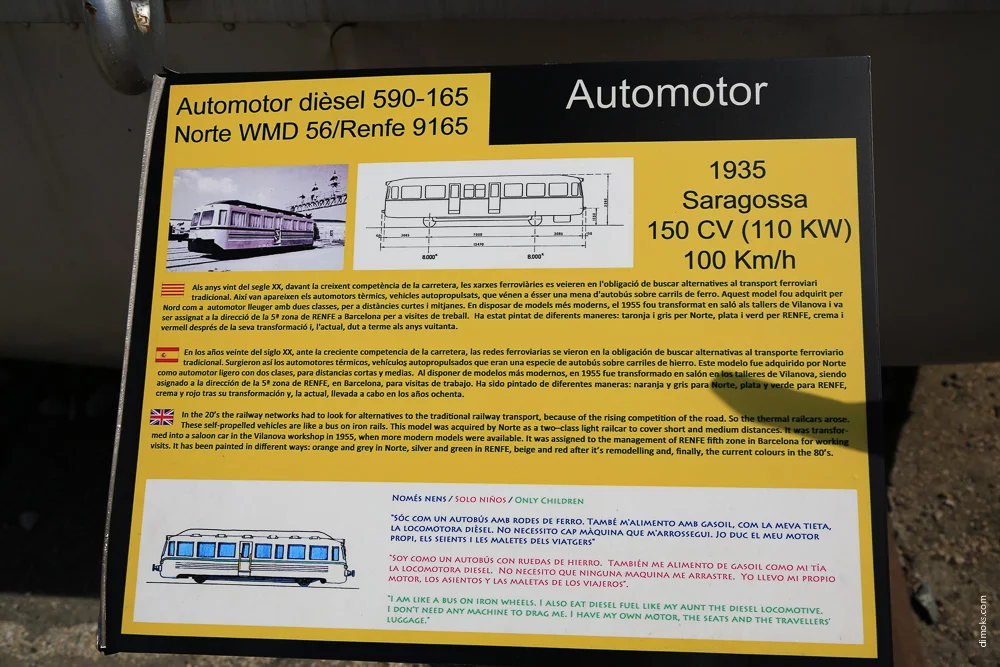 Automotor
Automotor dièsel 590-165
Norte WMD 56/Renfe 9165
1935
Saragossa
150 CV (110 KW)
100 Km/h
8.000ᵏ 8.000ᵏ
Als anys vint del segle XX, davant la creixent competència de la carretera, les xarxes ferroviàries es veieren en l'obligació de buscar alternatives al transport ferroviari
tradicional. Així van aparèixen els automotors tèrmics, vehicles autopropulsats, que vénen a ésser una mena d'autobús sobre carrils de ferro. Aquest model fou adquirit per
Nord com a automotor lleuger amb dues classes, per a distàncies curtes i mitjanes. En disposar de models més moderns, el 1955 fou transformat en saló als tallers de Vilanova i va
ser assignat a la direcció de la 5ª zona de RENFE a Barcelona per a visites de treball. Ha estat pintat de diferents maneres: taronja i gris per Norte, plata i verd per RENFE, crema i
vermell després de la seva transformació i, l'actual, dut a terme als anys vuitanta.
En los años veinte del siglo XX, ante la creciente competencia de la carretera, las redes ferroviarias se vieron en la obligación de buscar alternativas al transporte ferroviario
tradicional. Surgieron así los automotores térmicos, vehículos autopropulsados que eran una especie de autobús sobre carriles de hierro. Este modelo fue adquirido por Norte
como automotor ligero con dos clases, para distancias cortas y medias. Al disponer de modelos más modernos, en 1955 fue transformado en salón en los talleres de Vilanova, siendo
asignado a la dirección de la 5ª zona de RENFE, en Barcelona, para visitas de trabajo. Ha sido pintado de diferentes maneras: naranja y gris para Norte, plata y verde para RENFE,
crema y rojo tras su transformación y, la actual, llevada a cabo en los años ochenta.
In the 20's the railway networks had to look for alternatives to the traditional railway transport, because of the rising competition of the road. So the thermal railcars arose.
These self-propelled vehicles are like a bus on iron rails. This model was acquired by Norte as a two–class light railcar to cover short and medium distances. It was transfor-
med into a saloon car in the Vilanova workshop in 1955, when more modern models were available. It was assigned to the management of RENFE fifth zone in Barcelona for working
visits. It has been painted in different ways: orange and grey in Norte, silver and green in RENFE, beige and red after it's remodelling and, finally, the current colours in the 80's.
NOMÉS NENS / SOLO NIÑOS / ONLY CHILDREN
"SÓC COM UN AUTOBÚS AMB RODES DE FERRO. TAMBÉ M'ALIMENTO AMB GASOIL, COM LA MEVA TIETA,
LA LOCOMOTORA DIÈSEL. NO NECESSITO CAP MÀQUINA QUE M'ARROSSEGUI. JO DUC EL MEU MOTOR
PROPI, ELS SEIENTS I LES MALETES DELS VIATGERS"
"SOY COMO UN AUTOBÚS CON RUEDAS DE HIERRO. TAMBIÉN ME ALIMENTO DE GASOIL COMO MI TÍA
LA LOCOMOTORA DIESEL. NO NECESITO QUE NINGUNA MAQUINA ME ARRASTRE. YO LLEVO MI PROPIO
MOTOR, LOS ASIENTOS Y LAS MALETAS DE LOS VIAJEROS".
"I AM LIKE A BUS ON IRON WHEELS. I ALSO EAT DIESEL FUEL LIKE MY AUNT THE DIESEL LOCOMOTIVE.
I DON'T NEED ANY MACHINE TO DRAG ME. I HAVE MY OWN MOTOR, THE SEATS AND THE TRAVELLERS'
LUGGAGE."
dimoks.com